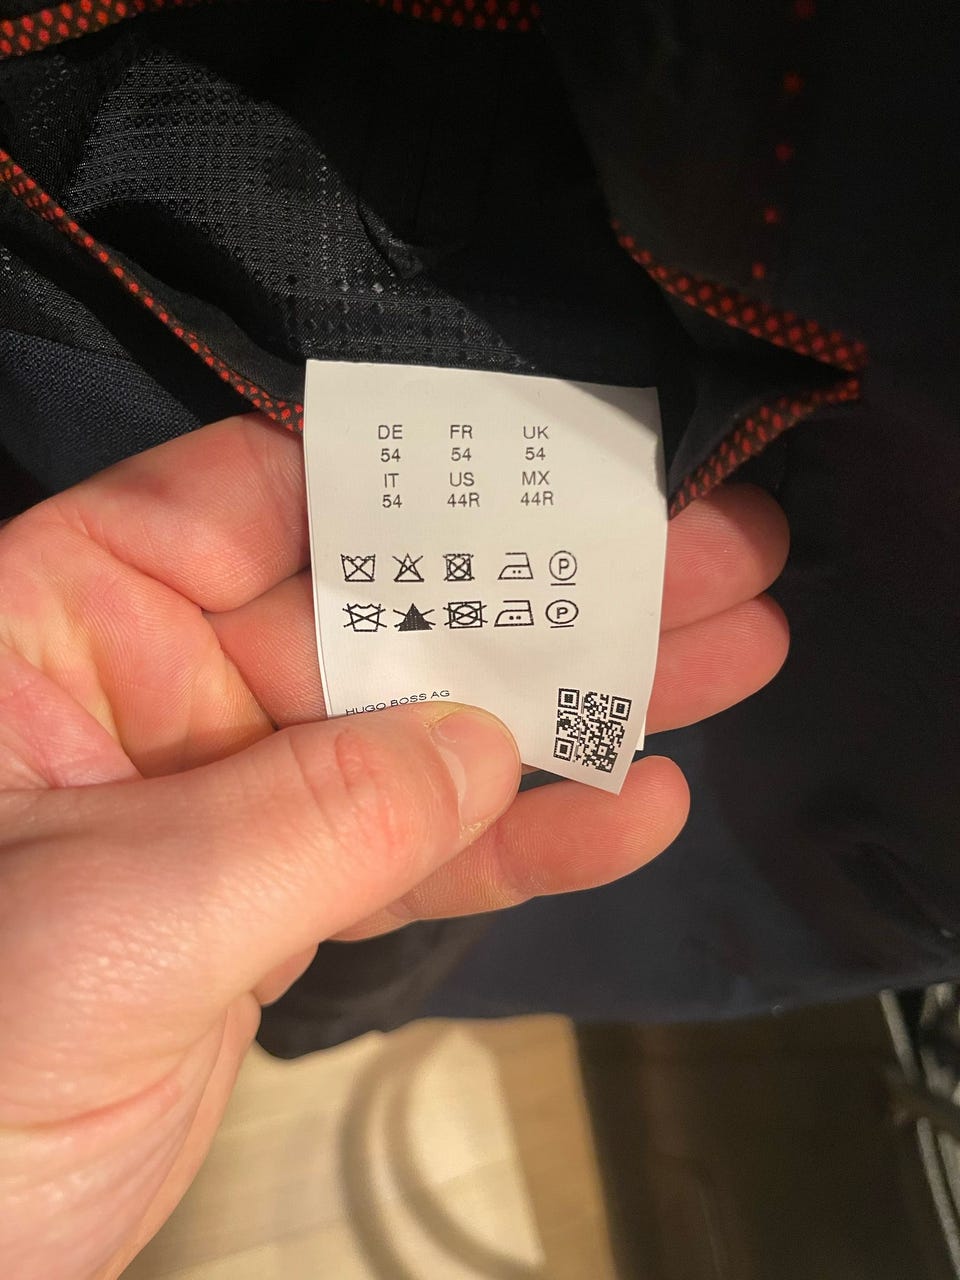 DE FR UK
54 54 54
IT US MX
54 44R 44R
P
P
HUGO BOSS AG